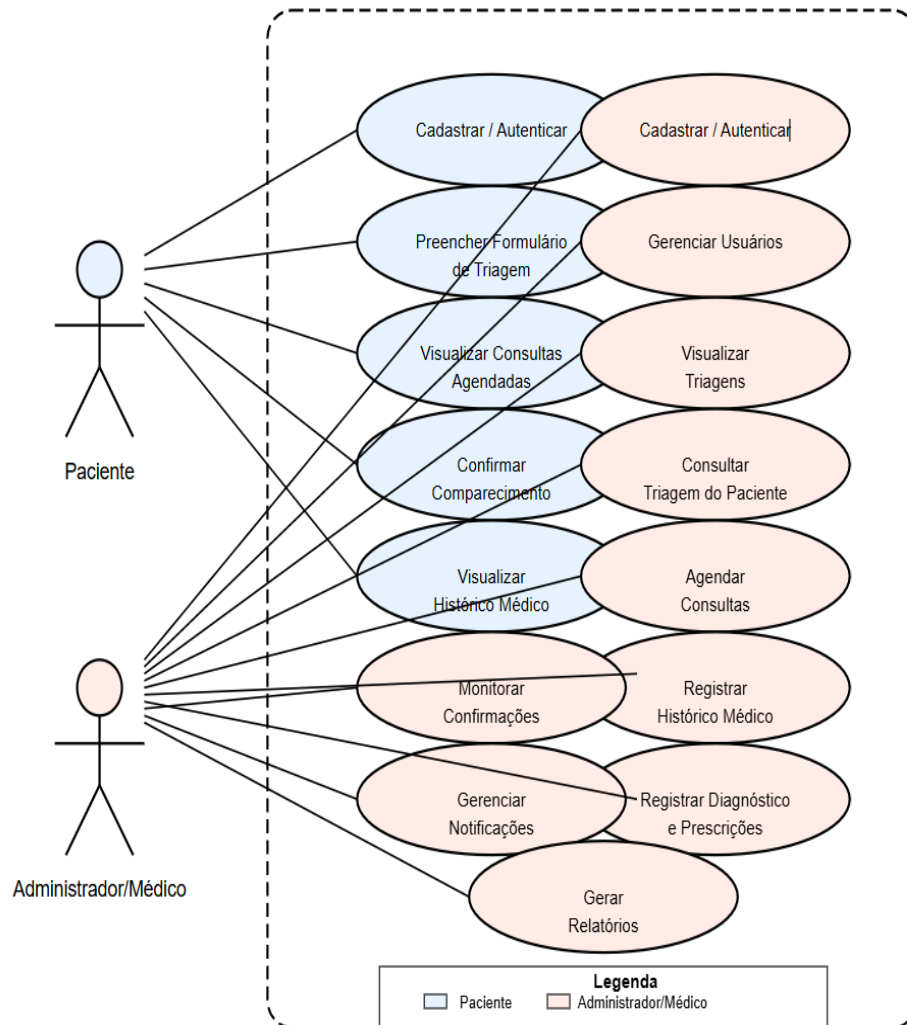 Cadastrar / Autenticar
Cadastrar / Autenticar
Preencher Formulário
de Triagem
Gerenciar Usuários
Visualizar Consultas
Agendadas
Visualizar
Triagens
Paciente
Confirmar
Comparecimento
Consultar
Triagem do Paciente
Visualizar
Histórico Médico
Agendar
Consultas
Monitorar
Confirmações
Registrar
Histórico Médico
Gerenciar
Notificações
Registrar Diagnóstico
e Prescrições
Administrador/Médico
Gerar
Relatórios
Legenda
Paciente
Administrador/Médico